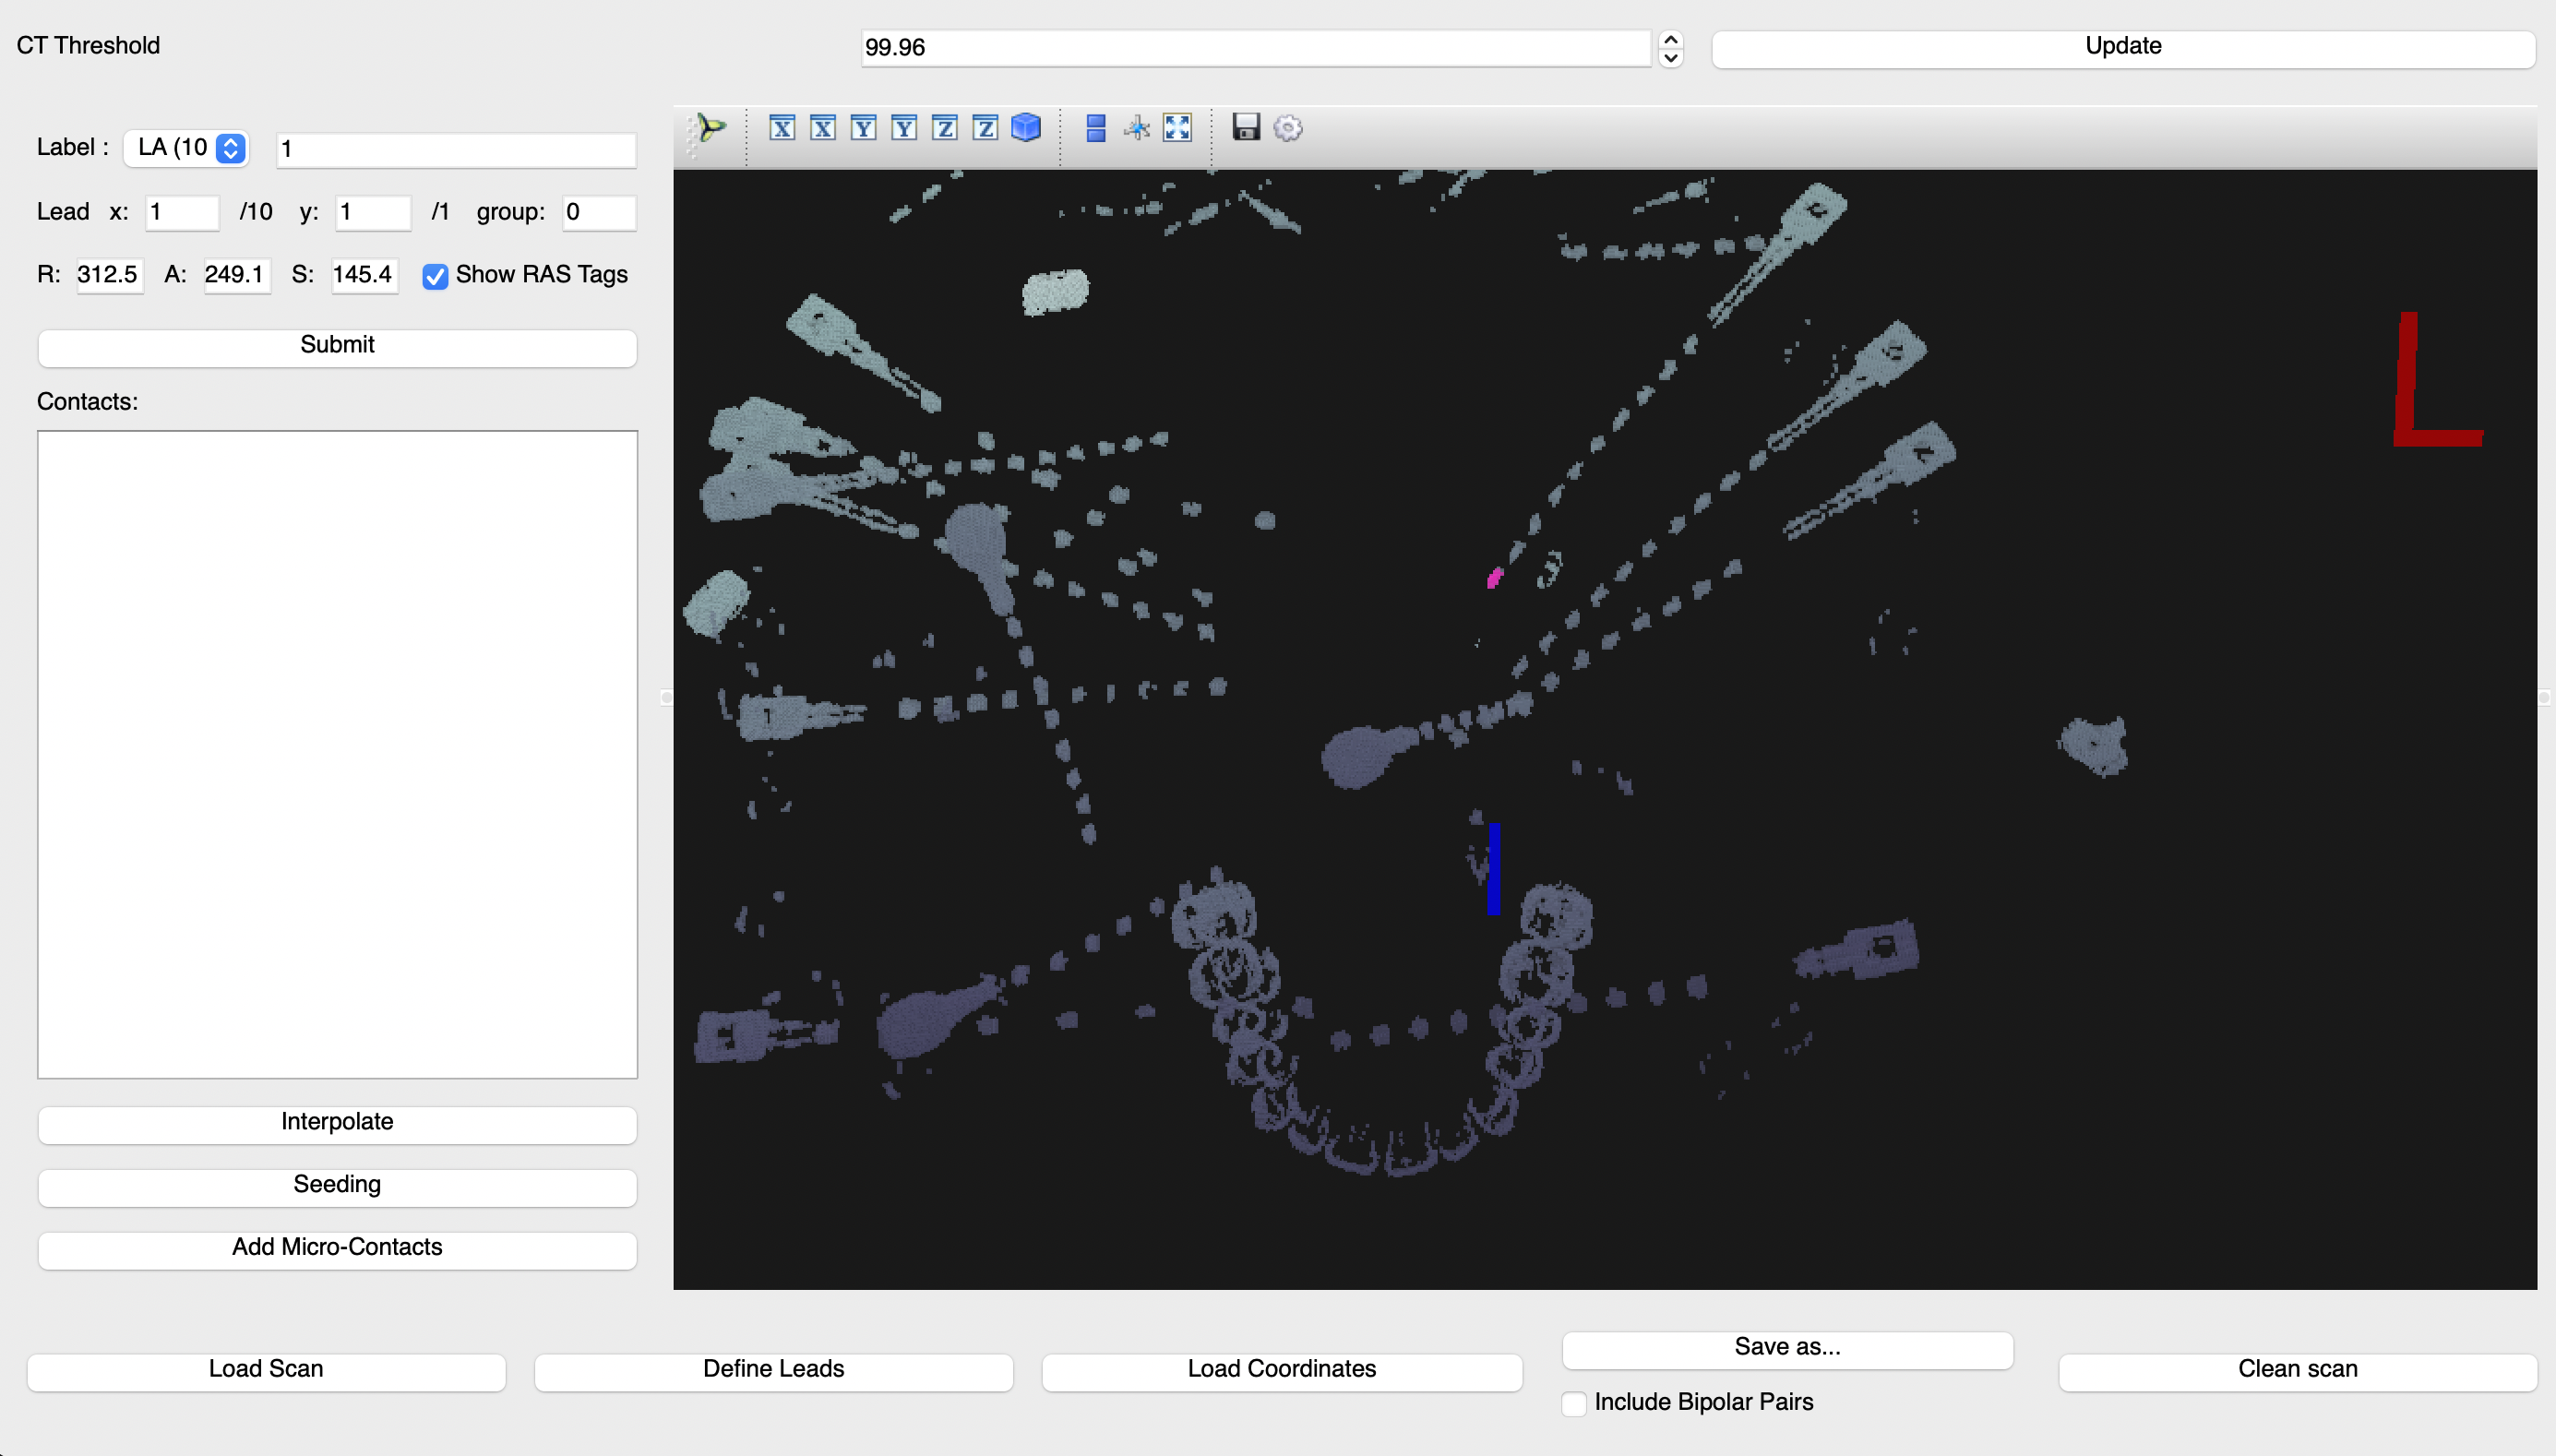 CT Threshold 99.96 Update
X X Y Y Z Z
Label : LA (10 1
Lead x: 1 /10 y: 1 /1 group: 0
R: 312.5 A: 249.1 S: 145.4 Show RAS Tags
Submit
Contacts:
L
Interpolate
Seeding
Add Micro-Contacts
Save as...
Load Scan Define Leads Load Coordinates Clean scan
Include Bipolar Pairs